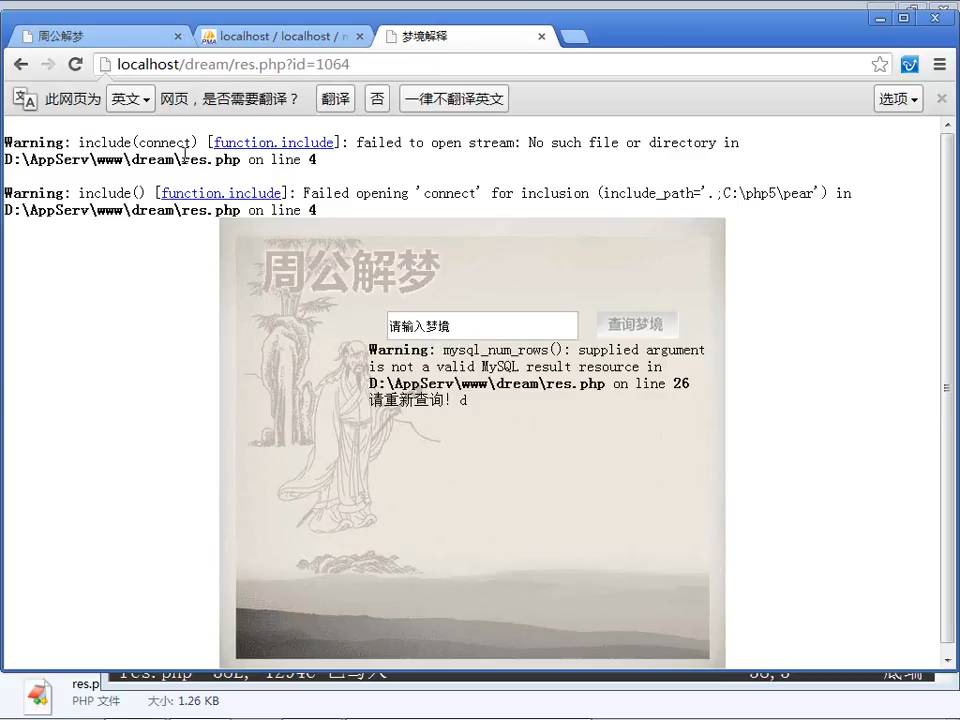 周公解梦
localhost / localhost /
梦境解释
localhost/dream/res.php?id=1064
此网页为 英文 网页，是否需要翻译？ 翻译 否 一律不翻译英文 选项
Warning: include(connect) [function.include]: failed to open stream: No such file or directory in
D:\AppServ\www\dream\res.php on line 4
Warning: include() [function.include]: Failed opening 'connect' for inclusion (include_path='.;C:\php5\pear') in
D:\AppServ\www\dream\res.php on line 4
周公解梦
请输入梦境 查询梦境
Warning: mysql_num_rows(): supplied argument
is not a valid MySQL result resource in
D:\AppServ\www\dream\res.php on line 26
请重新查询! d
res.p
PHP 文件 大小: 1.26 KB